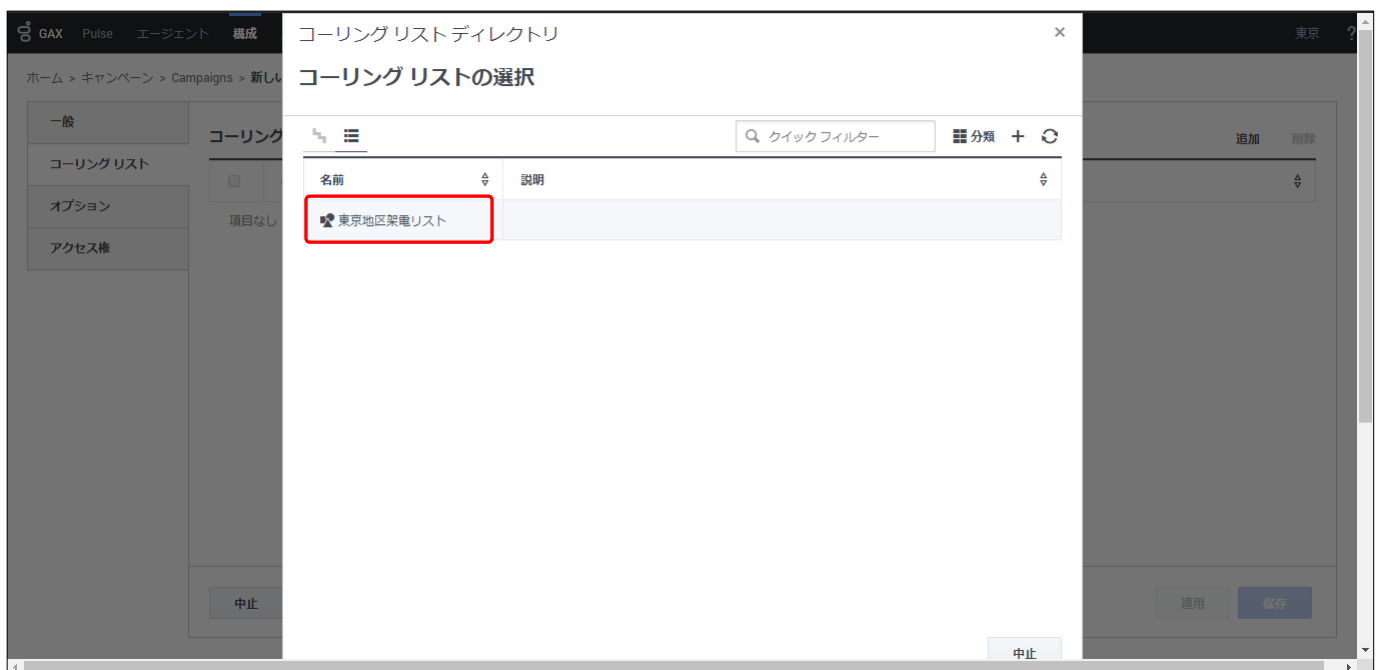 GAX Pulse エージェント 構成 東京 ?
ホーム > キャンペーン > Campaigns > 新しい
コーリング リスト ディレクトリ ×
コーリング リストの選択
一般
コーリング リスト
オプション
アクセス権
コーリング
追加 削除
項目なし
クイック フィルター 分類
名前 説明
東京地区架電リスト
中止
適用 保存
中止